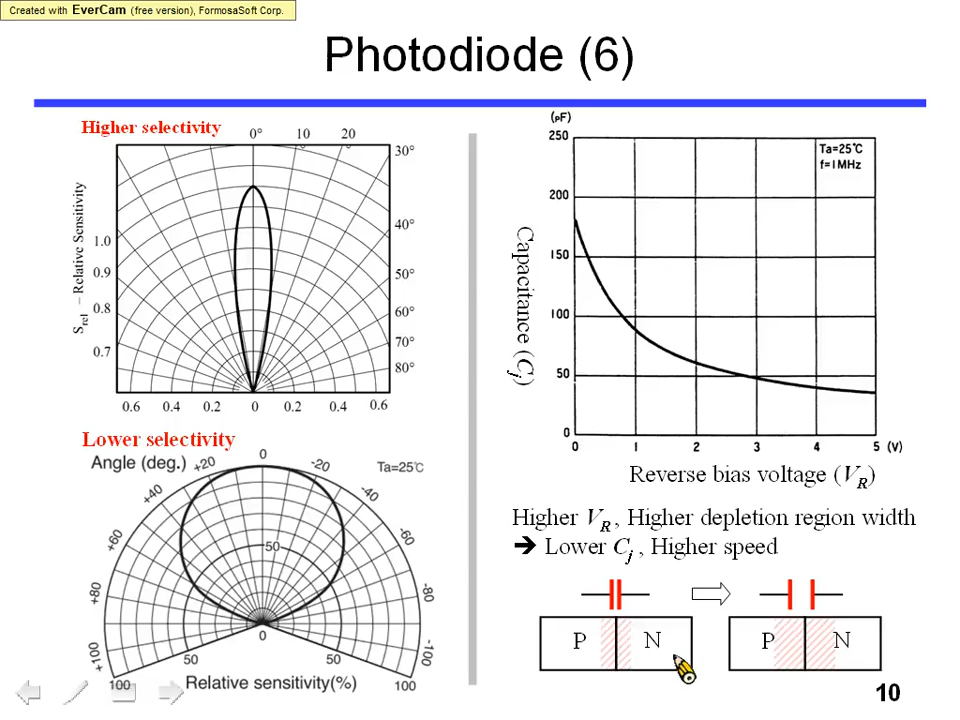 Created with EverCam (free version), FormosaSoft Corp.
Photodiode (6)
Higher selectivity
0° 10 20
30°
40°
50°
60°
70°
80°
S_rel – Relative Sensitivity
1.0
0.9
0.8
0.7
0.6 0.4 0.2 0 0.2 0.4 0.6
Lower selectivity
Angle (deg.)
Ta=25℃
0
+20 -20
+40 -40
+60 -60
+80 -80
+100 -100
50
0
50 50
100 100
Relative sensitivity(%)
(pF)
250
200
150
100
50
0
Ta=25℃
f=1MHz
Capacitance (C_j)
0 1 2 3 4 5 (V)
Reverse bias voltage (V_R)
Higher V_R , Higher depletion region width
➔ Lower C_j , Higher speed
P N
P N
10